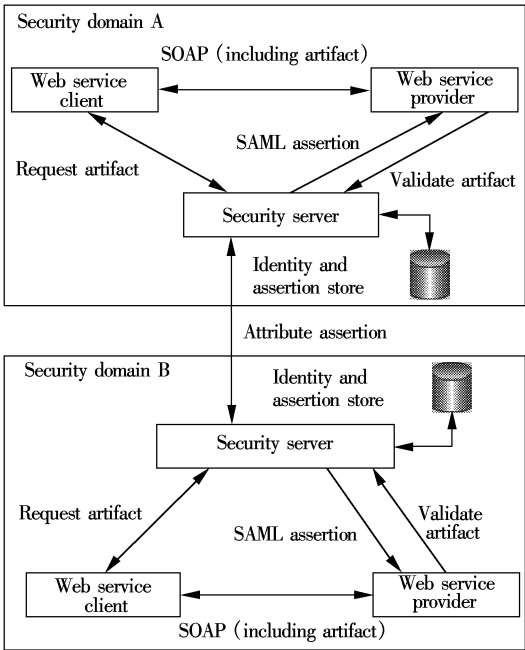 Security domain A
SOAP (including artifact)
Web service
client
Web service
provider
SAML assertion
Request artifact
Validate artifact
Security server
Identity and
assertion store
Attribute assertion
Security domain B
Identity and
assertion store
Security server
Request artifact
SAML assertion
Validate
artifact
Web service
client
Web service
provider
SOAP (including artifact)